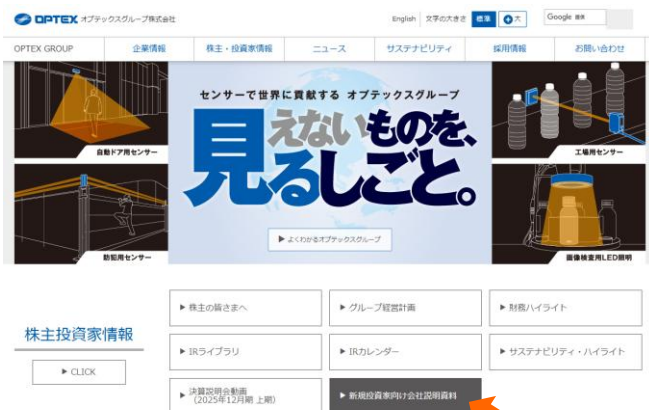 OPTEX オプテックスグループ株式会社
English 文字の大きさ 標準 大 Google 提供
OPTEX GROUP 企業情報 株主・投資家情報 ニュース サステナビリティ 採用情報 お問い合わせ
センサーで世界に貢献する オプテックスグループ
見えないものを、
見るしごと。
自動ドア用センサー
工場用センサー
▶ よくわかるオプテックスグループ
防犯用センサー
画像検査用LED照明
株主投資家情報
▶ CLICK
▶ 株主の皆さまへ
▶ グループ経営計画
▶ 財務ハイライト
▶ IRライブラリ
▶ IRカレンダー
▶ サステナビリティ・ハイライト
▶ 決算説明会動画
(2025年12月期 上期)
▶ 新規投資家向け会社説明資料